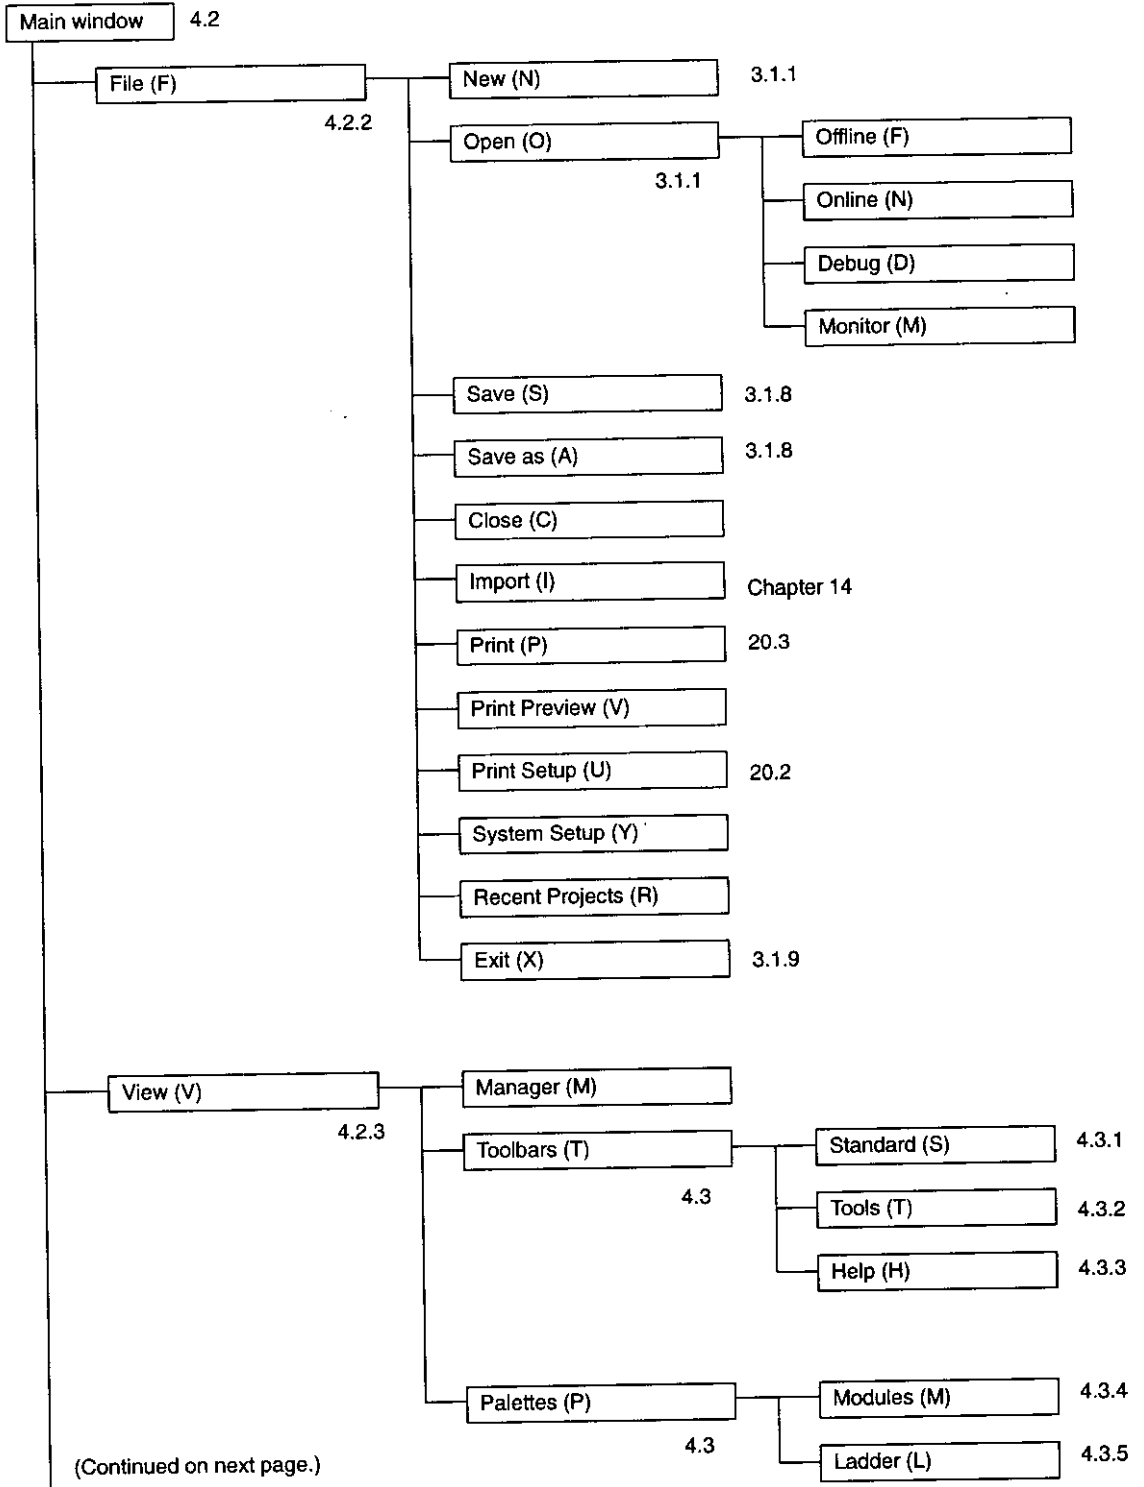 Main window 4.2
File (F) New (N) 3.1.1
4.2.2
Open (O) Offline (F)
3.1.1
Online (N)
Debug (D)
Monitor (M)
Save (S) 3.1.8
Save as (A) 3.1.8
Close (C)
Import (I) Chapter 14
Print (P) 20.3
Print Preview (V)
Print Setup (U) 20.2
System Setup (Y)
Recent Projects (R)
Exit (X) 3.1.9
View (V) Manager (M)
4.2.3
Toolbars (T) Standard (S) 4.3.1
4.3
Tools (T) 4.3.2
Help (H) 4.3.3
Palettes (P) Modules (M) 4.3.4
4.3
Ladder (L) 4.3.5
(Continued on next page.)